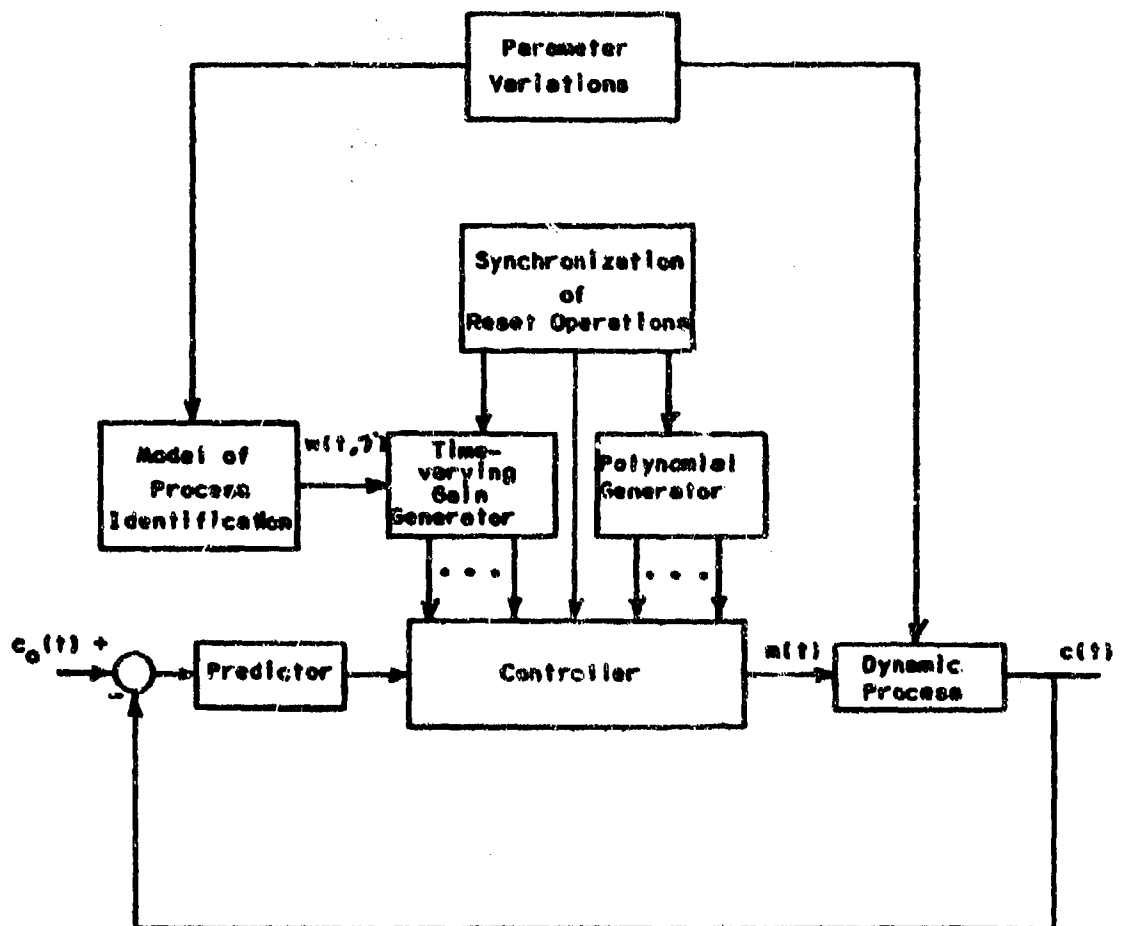 Parameter
Variations
Synchronization
of
Reset Operations
Model of
Process
Identification
Time-
varying
Gain
Generator
Polynomial
Generator
. . .
. . .
c_o(t) +
-
Predictor
Controller
m(t)
Dynamic
Process
c(t)